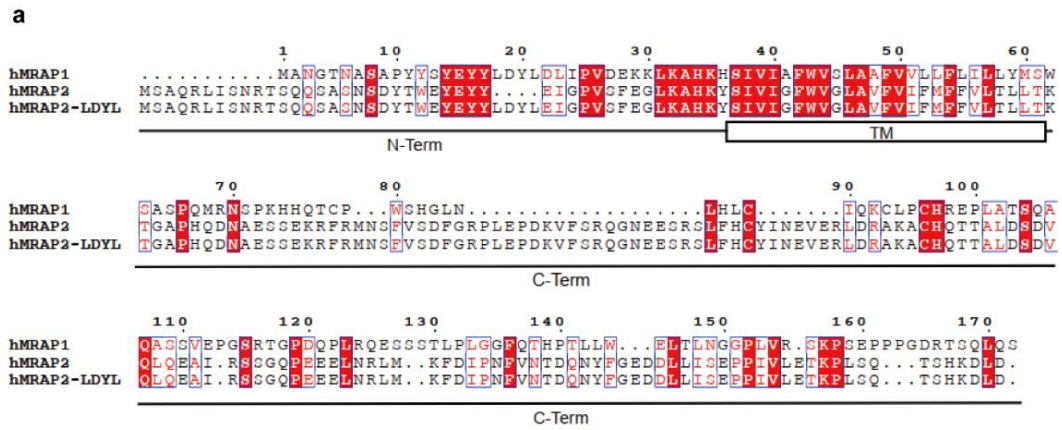 a
1 10 20 30 40 50 60
hMRAP1 ...........MANGTNASAPYYSYEYYLDYLDLIPVDEKKLKAHKHSIVIAFWVSLAAFVVLLFLILLYMSW
hMRAP2 MSAQRLISNRTSQQSASNSDYTWEYEYY....EIGPVSFEGLKAHKYSIVIGFWVGLAVFVIFMFFVLTLLTK
hMRAP2-LDYL MSAQRLISNRTSQQSASNSDYTWEYEYYLDYLEIGPVSFEGLKAHKYSIVIGFWVGLAVFVIFMFFVLTLLTK
N-Term TM
70 80 90 100
hMRAP1 SASPQMRNSPKHHQTCP...WSHGLN...................LHLC.......IQKCLPCHREPLATSQA
hMRAP2 TGAPHQDNAESSEKRFRMNSFVSDFGRPLEPDKVFSRQGNEESRSLFHCYINEVERLDRAKACHQTTALDSDV
hMRAP2-LDYL TGAPHQDNAESSEKRFRMNSFVSDFGRPLEPDKVFSRQGNEESRSLFHCYINEVERLDRAKACHQTTALDSDV
C-Term
110 120 130 140 150 160 170
hMRAP1 QASSVEPGSRTGPDQPLRQESSSTLPLGGFQTHPTLLW...ELTLNGGPLVR.SKPSEPPPGDRTSQLQS
hMRAP2 QLQEAI.RSSGQPEEELNRLM..KFDIPNFVNTDQNYFGEDDLLISEPPIVLETKPLSQ...TSHKDLD.
hMRAP2-LDYL QLQEAI.RSSGQPEEELNRLM..KFDIPNFVNTDQNYFGEDDLLISEPPIVLETKPLSQ...TSHKDLD.
C-Term